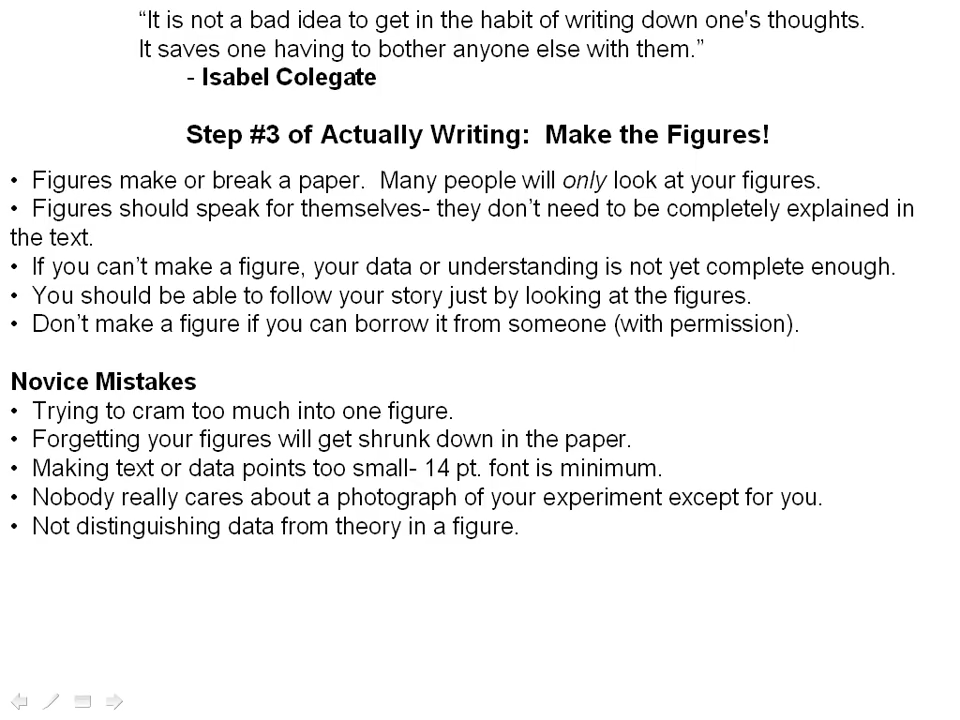 “It is not a bad idea to get in the habit of writing down one's thoughts.
It saves one having to bother anyone else with them.”
- Isabel Colegate
Step #3 of Actually Writing:  Make the Figures!
• Figures make or break a paper.  Many people will only look at your figures.
• Figures should speak for themselves- they don’t need to be completely explained in
the text.
• If you can’t make a figure, your data or understanding is not yet complete enough.
• You should be able to follow your story just by looking at the figures.
• Don’t make a figure if you can borrow it from someone (with permission).
Novice Mistakes
• Trying to cram too much into one figure.
• Forgetting your figures will get shrunk down in the paper.
• Making text or data points too small- 14 pt. font is minimum.
• Nobody really cares about a photograph of your experiment except for you.
• Not distinguishing data from theory in a figure.